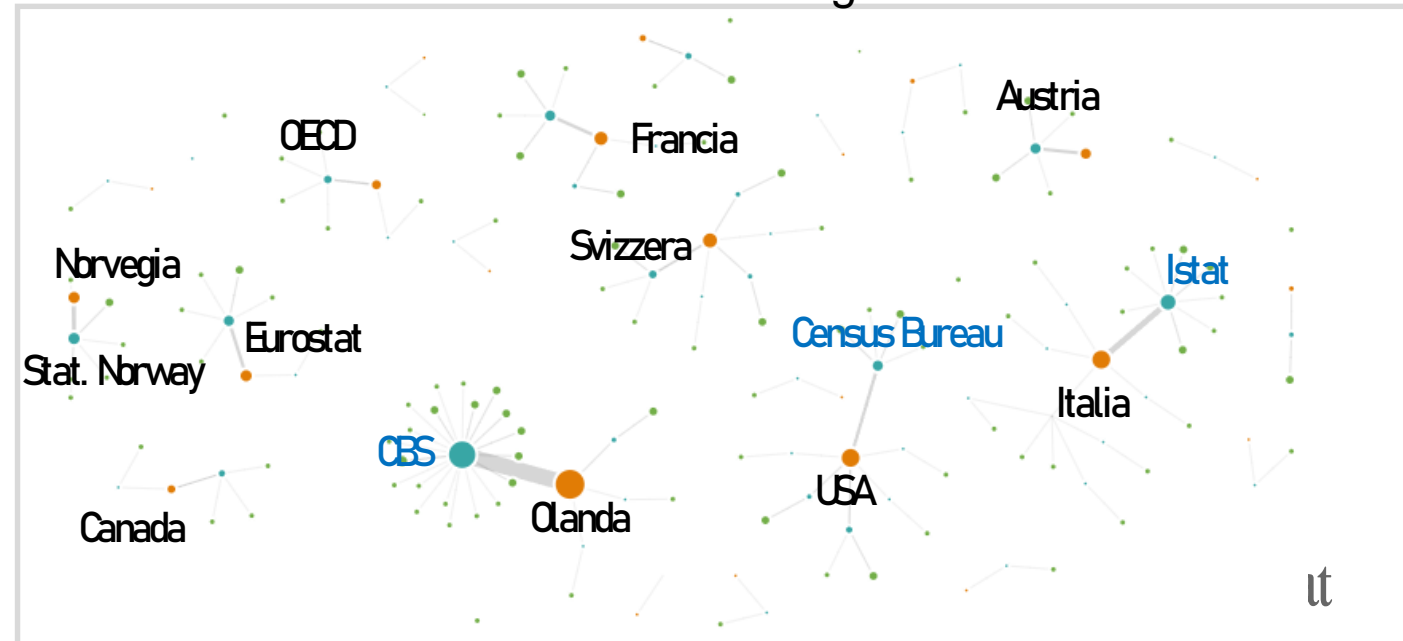 g
Austria
OECD
Francia
Svizzera
Norvegia
Istat
Census Bureau
Eurostat
Stat. Norway
Italia
CBS
USA
Olanda
Canada
ıt